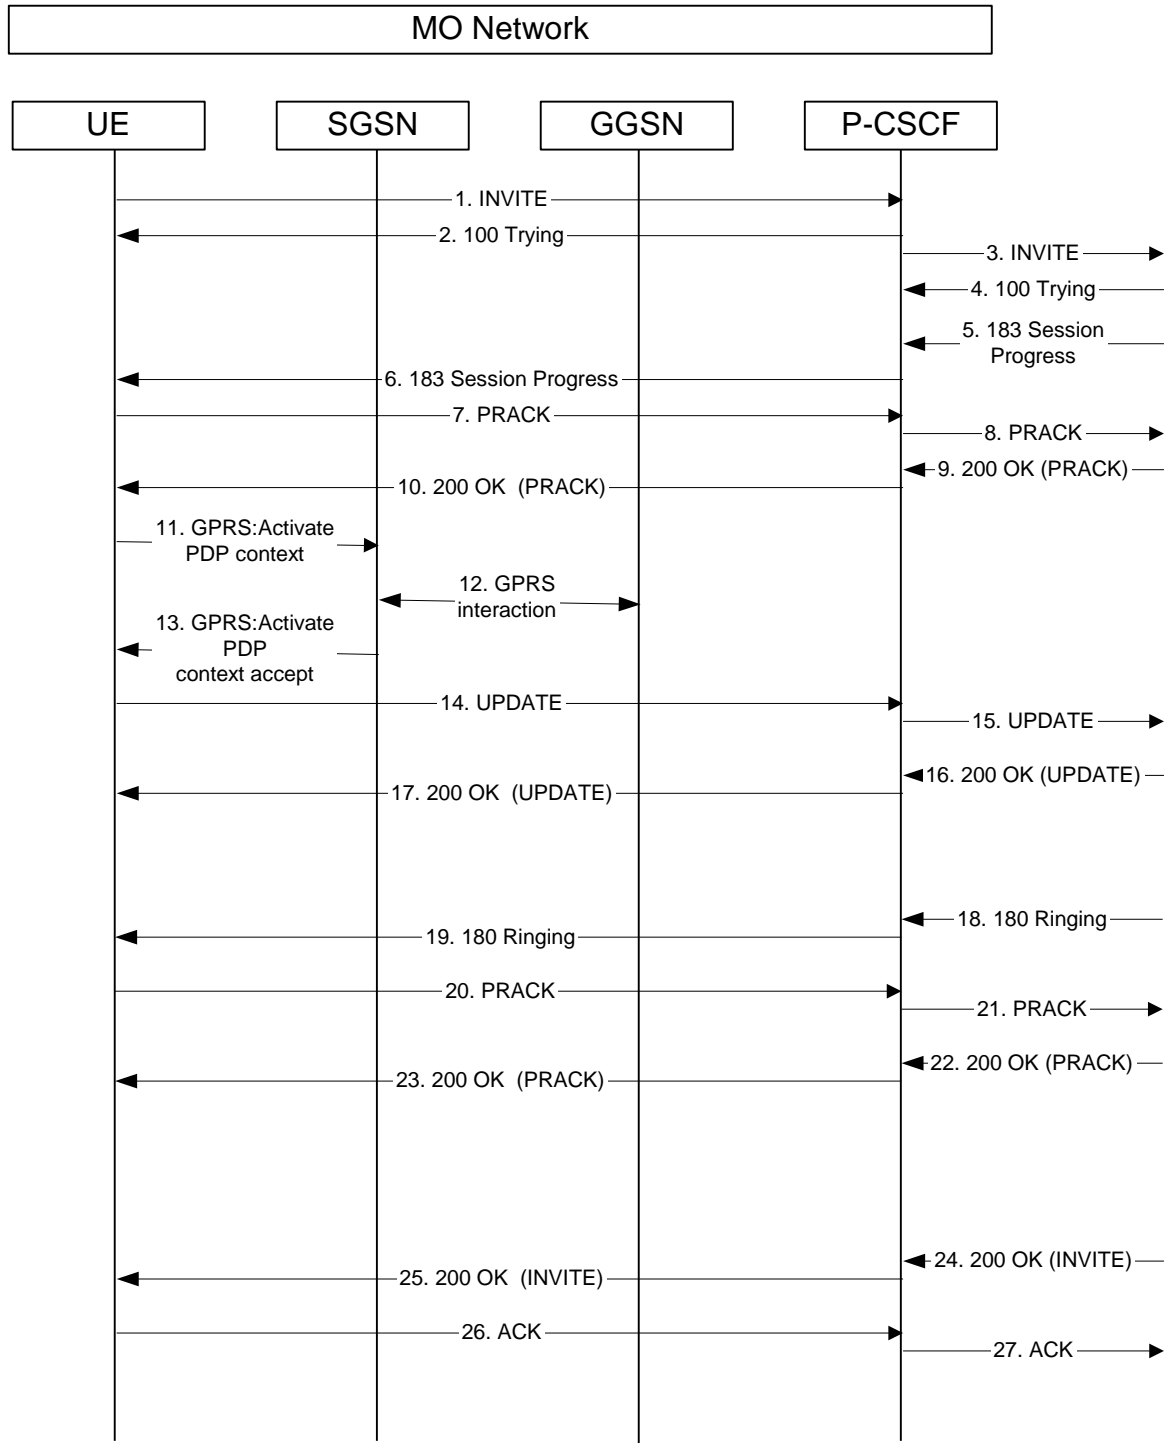 MO Network
UE
SGSN
GGSN
P-CSCF
1. INVITE
2. 100 Trying
3. INVITE
4. 100 Trying
5. 183 Session
Progress
6. 183 Session Progress
7. PRACK
8. PRACK
9. 200 OK (PRACK)
10. 200 OK (PRACK)
11. GPRS:Activate
PDP context
12. GPRS
interaction
13. GPRS:Activate
PDP
context accept
14. UPDATE
15. UPDATE
16. 200 OK (UPDATE)
17. 200 OK (UPDATE)
18. 180 Ringing
19. 180 Ringing
20. PRACK
21. PRACK
22. 200 OK (PRACK)
23. 200 OK (PRACK)
24. 200 OK (INVITE)
25. 200 OK (INVITE)
26. ACK
27. ACK